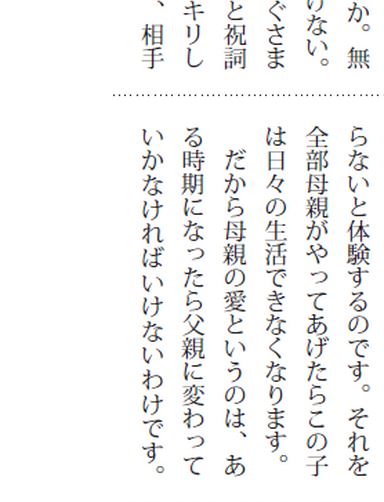 か。無
けない。
ぐさま
と祝詞
キリし
、相手
らないと体験するのです。それを
全部母親がやってあげたらこの子
は日々の生活できなくなります。
だから母親の愛というのは、あ
る時期になったら父親に変わって
いかなければいけないわけです。